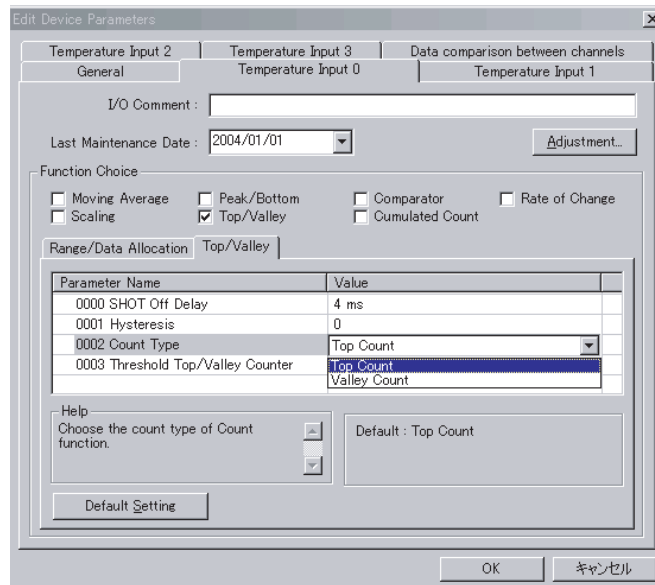 Edit Device Parameters
Temperature Input 2 Temperature Input 3 Data comparison between channels
General Temperature Input 0 Temperature Input 1
I/O Comment :
Last Maintenance Date : 2004/01/01 Adjustment...
Function Choice
Moving Average Peak/Bottom Comparator Rate of Change
Scaling Top/Valley Cumulated Count
Range/Data Allocation Top/Valley
Parameter Name Value
0000 SHOT Off Delay 4 ms
0001 Hysteresis 0
0002 Count Type Top Count
0003 Threshold Top/Valley Counter Top Count
Valley Count
Help
Choose the count type of Count
function.
Default : Top Count
Default Setting
OK キャンセル